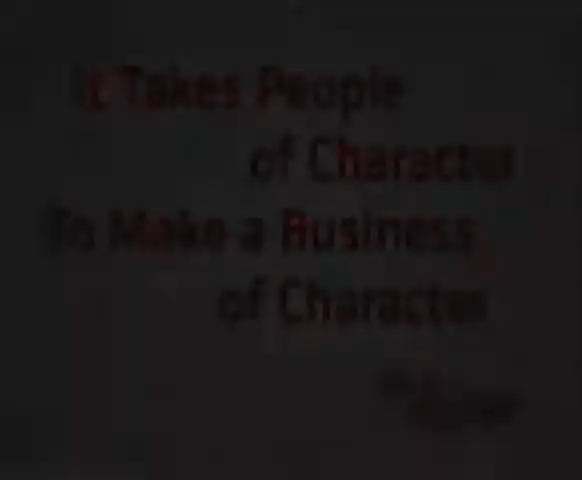 It Takes People
of Character
To Make a Business
of Character